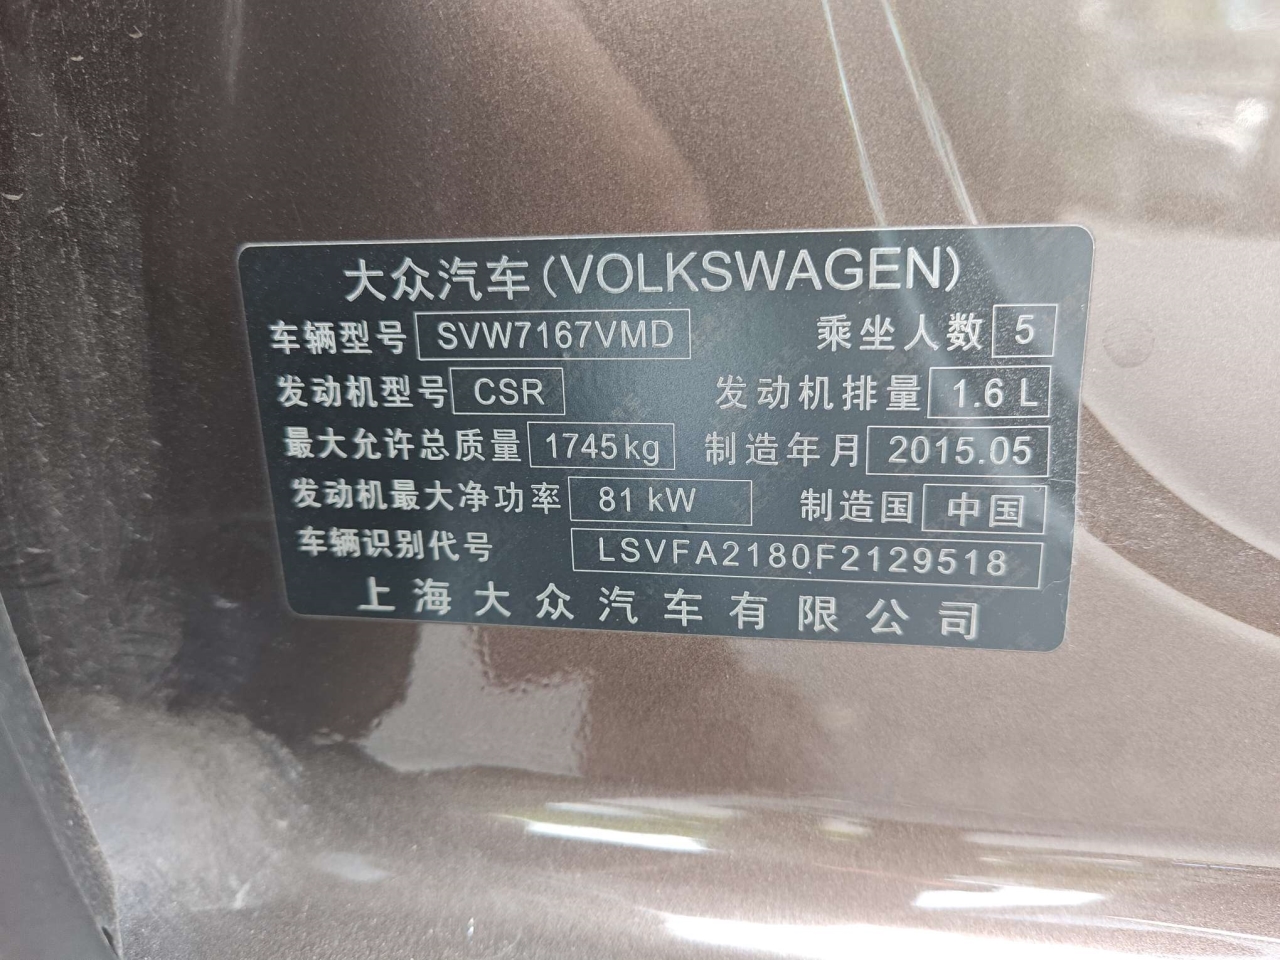 大众汽车(VOLKSWAGEN)
车辆型号 SVW7167VMD 乘坐人数 5
发动机型号 CSR 发动机排量 1.6 L
最大允许总质量 1745kg 制造年月 2015.05
发动机最大净功率 81 kW 制造国 中国
车辆识别代号 LSVFA2180F2129518
上海大众汽车有限公司